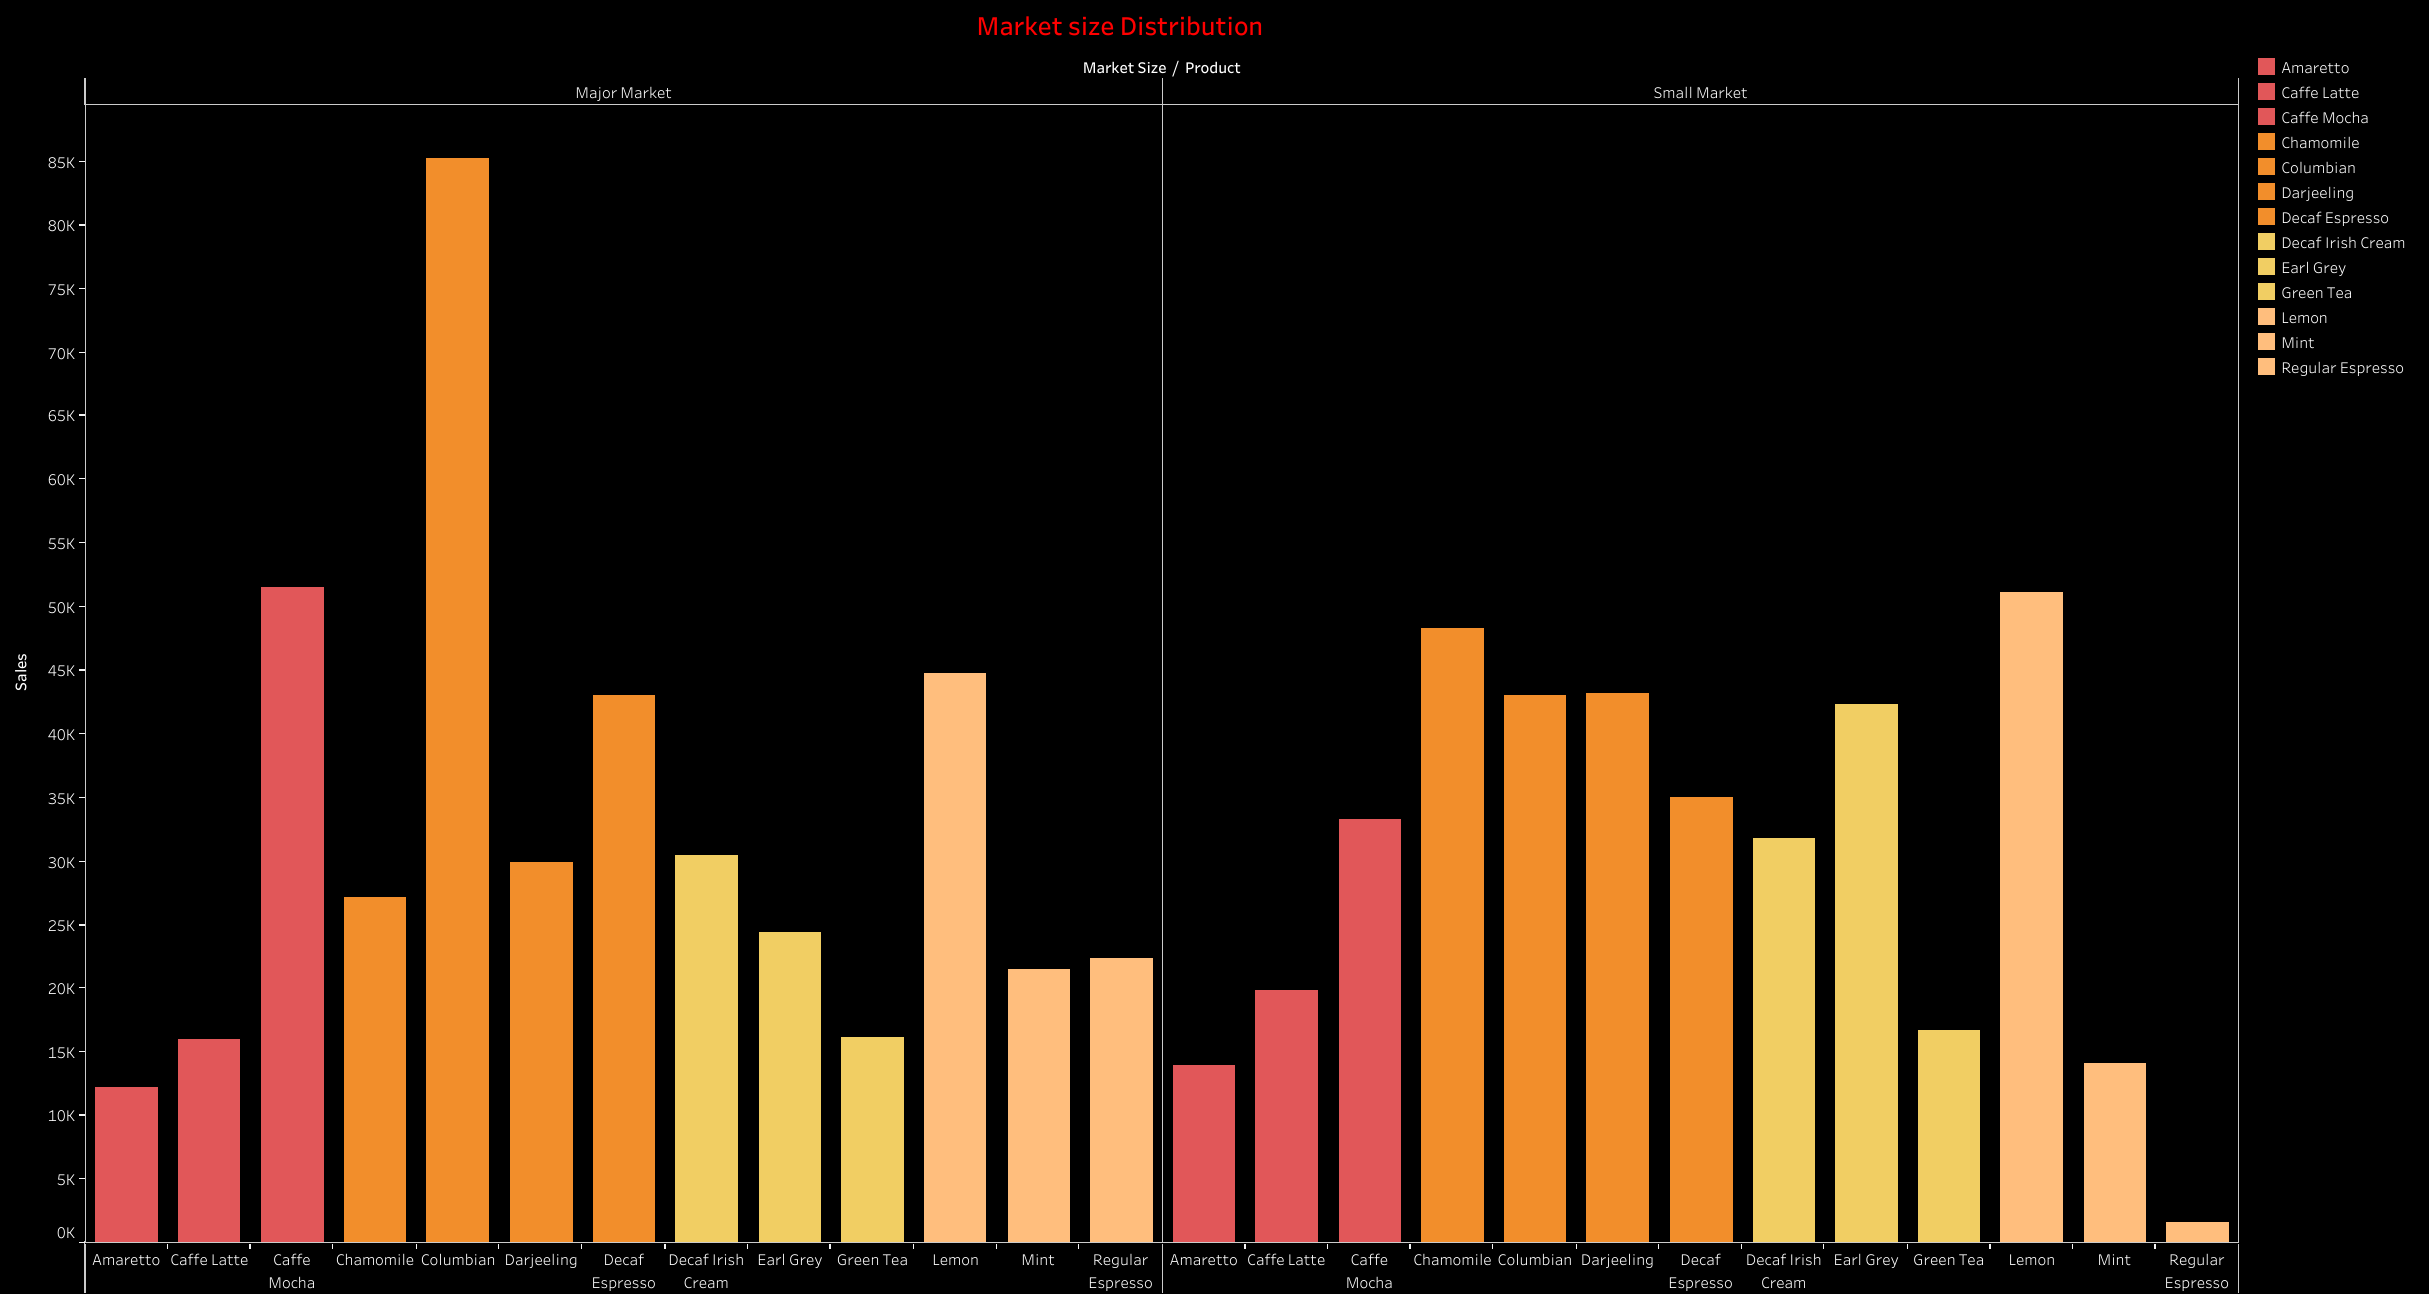 Market size Distribution
Market Size / Product
Major Market
Small Market
Amaretto
Caffe Latte
Caffe Mocha
Chamomile
Columbian
Darjeeling
Decaf Espresso
Decaf Irish Cream
Earl Grey
Green Tea
Lemon
Mint
Regular Espresso
Sales
85K
80K
75K
70K
65K
60K
55K
50K
45K
40K
35K
30K
25K
20K
15K
10K
5K
0K
Amaretto
Caffe Latte
Caffe
Mocha
Chamomile
Columbian
Darjeeling
Decaf
Espresso
Decaf Irish
Cream
Earl Grey
Green Tea
Lemon
Mint
Regular
Espresso
Amaretto
Caffe Latte
Caffe
Mocha
Chamomile
Columbian
Darjeeling
Decaf
Espresso
Decaf Irish
Cream
Earl Grey
Green Tea
Lemon
Mint
Regular
Espresso